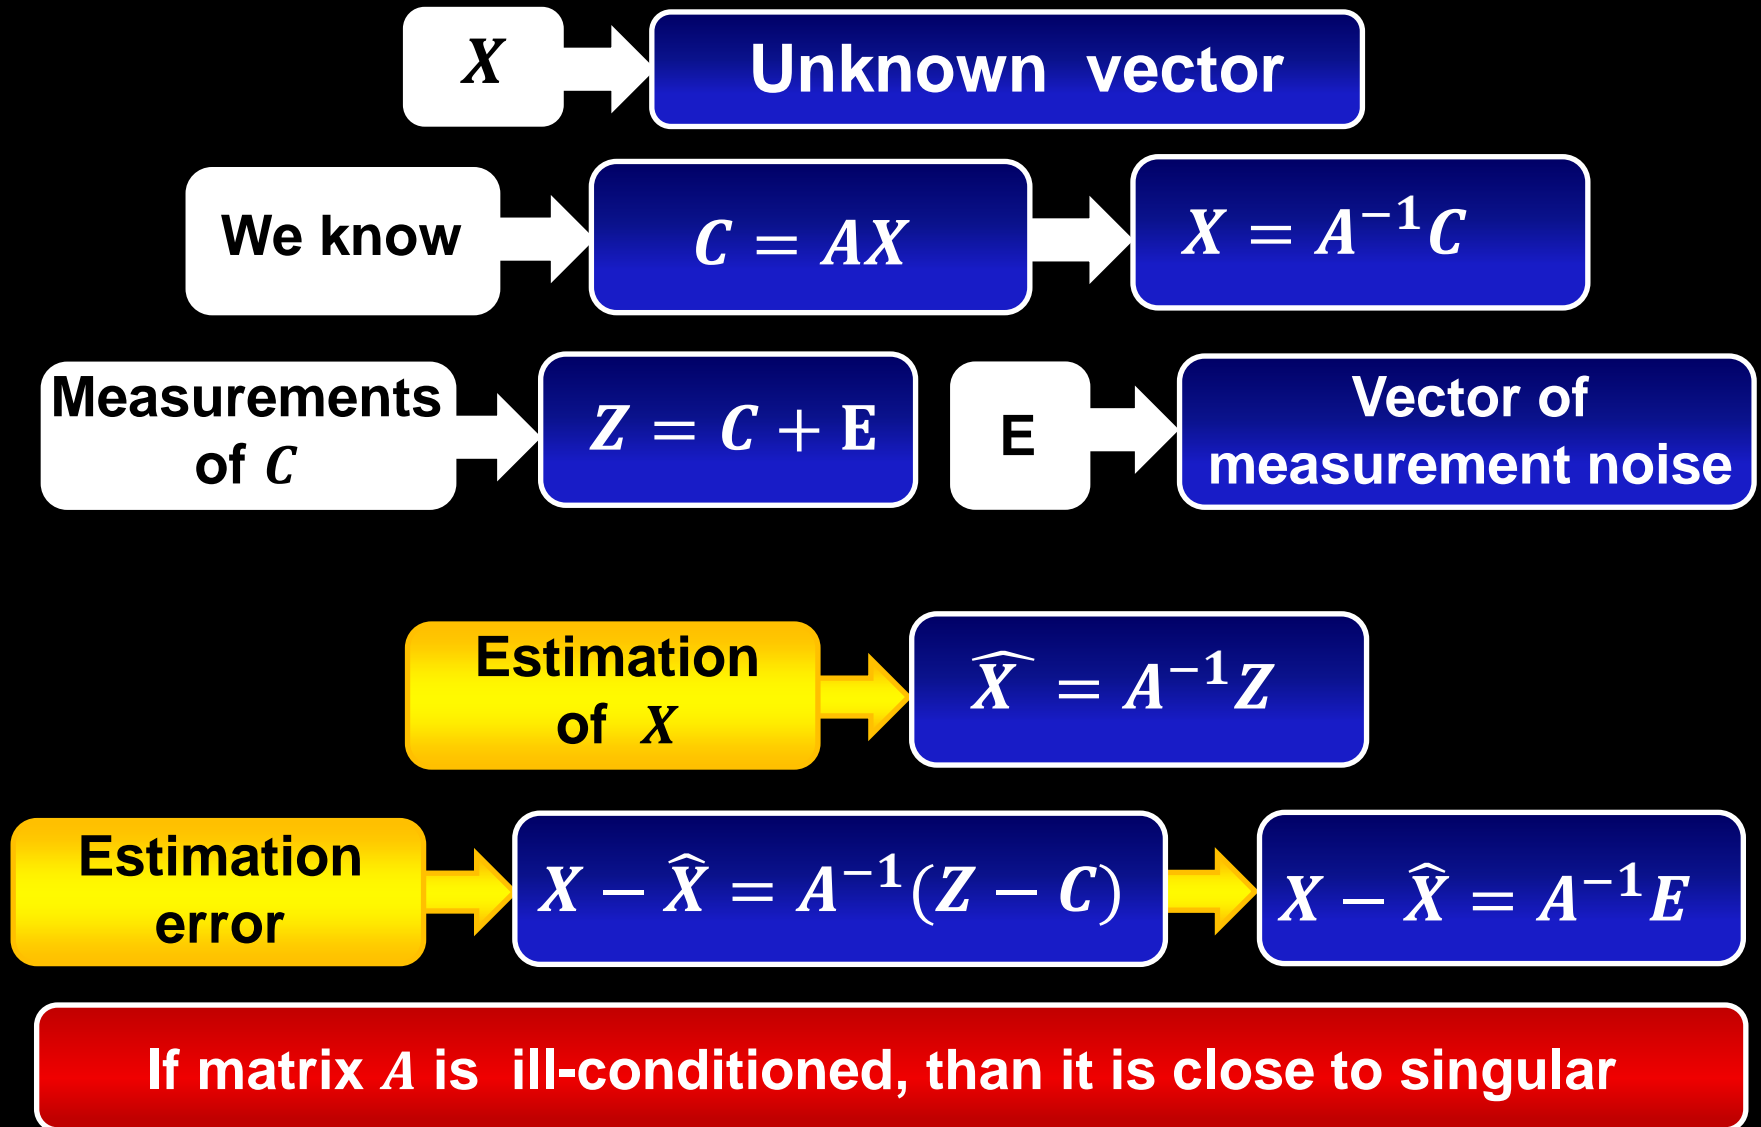 X Unknown vector
We know C = AX X = A⁻¹C
Measurements
of C
Z = C + E
E
Vector of
measurement noise
Estimation
of X
X̂ = A⁻¹Z
Estimation
error
X − X̂ = A⁻¹(Z − C) X − X̂ = A⁻¹E
If matrix A is ill-conditioned, than it is close to singular